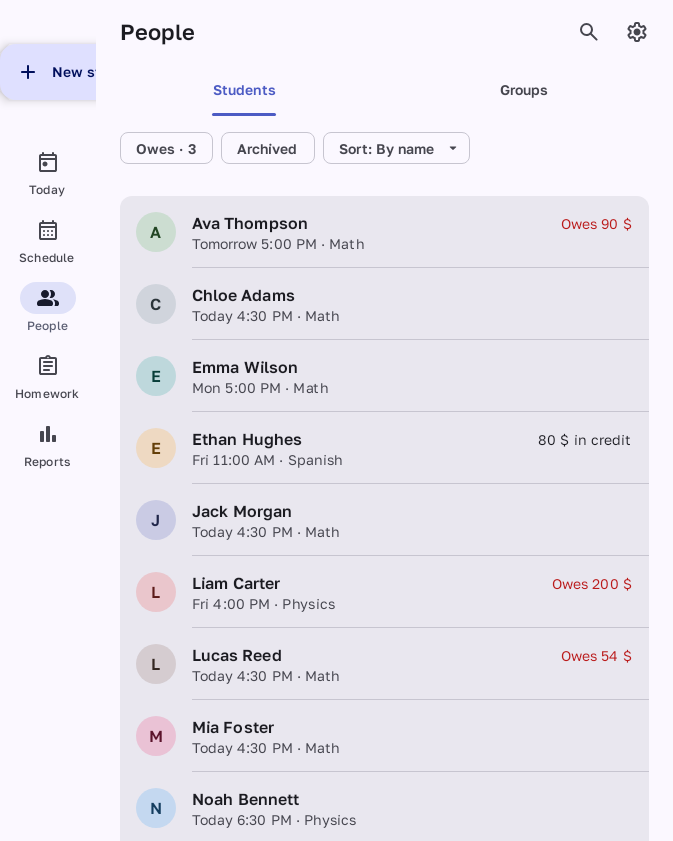 People
New s
Today
Schedule
People
Homework
Reports
Students
Groups
Owes · 3
Archived
Sort: By name
A
Ava Thompson
Owes 90 $
Tomorrow 5:00 PM · Math
C
Chloe Adams
Today 4:30 PM · Math
E
Emma Wilson
Mon 5:00 PM · Math
E
Ethan Hughes
80 $ in credit
Fri 11:00 AM · Spanish
J
Jack Morgan
Today 4:30 PM · Math
L
Liam Carter
Owes 200 $
Fri 4:00 PM · Physics
L
Lucas Reed
Owes 54 $
Today 4:30 PM · Math
M
Mia Foster
Today 4:30 PM · Math
N
Noah Bennett
Today 6:30 PM · Physics